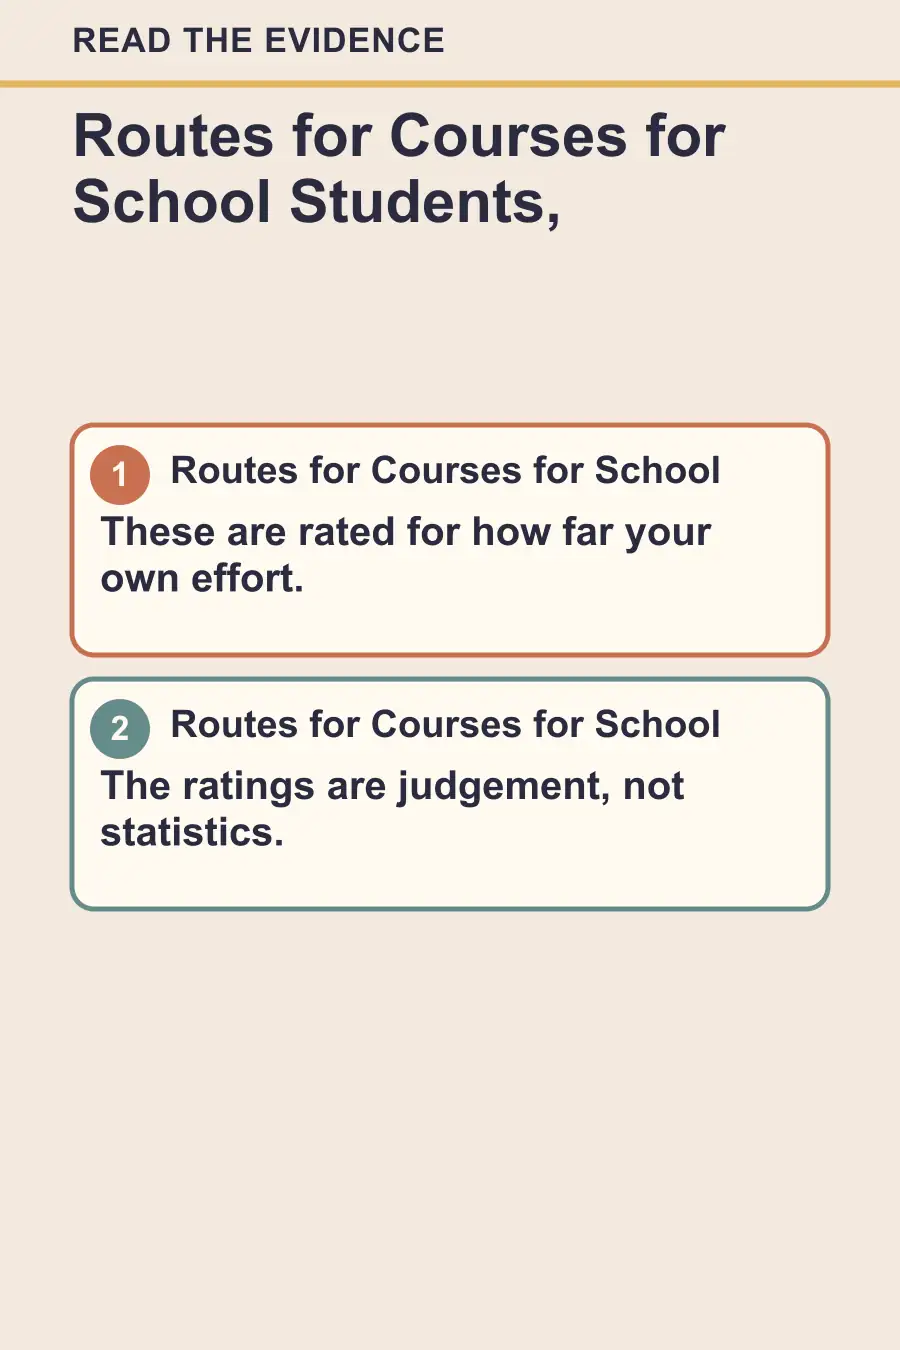 READ THE EVIDENCE
Routes for Courses for
School Students,
1
Routes for Courses for School
These are rated for how far your
own effort.
2
Routes for Courses for School
The ratings are judgement, not
statistics.